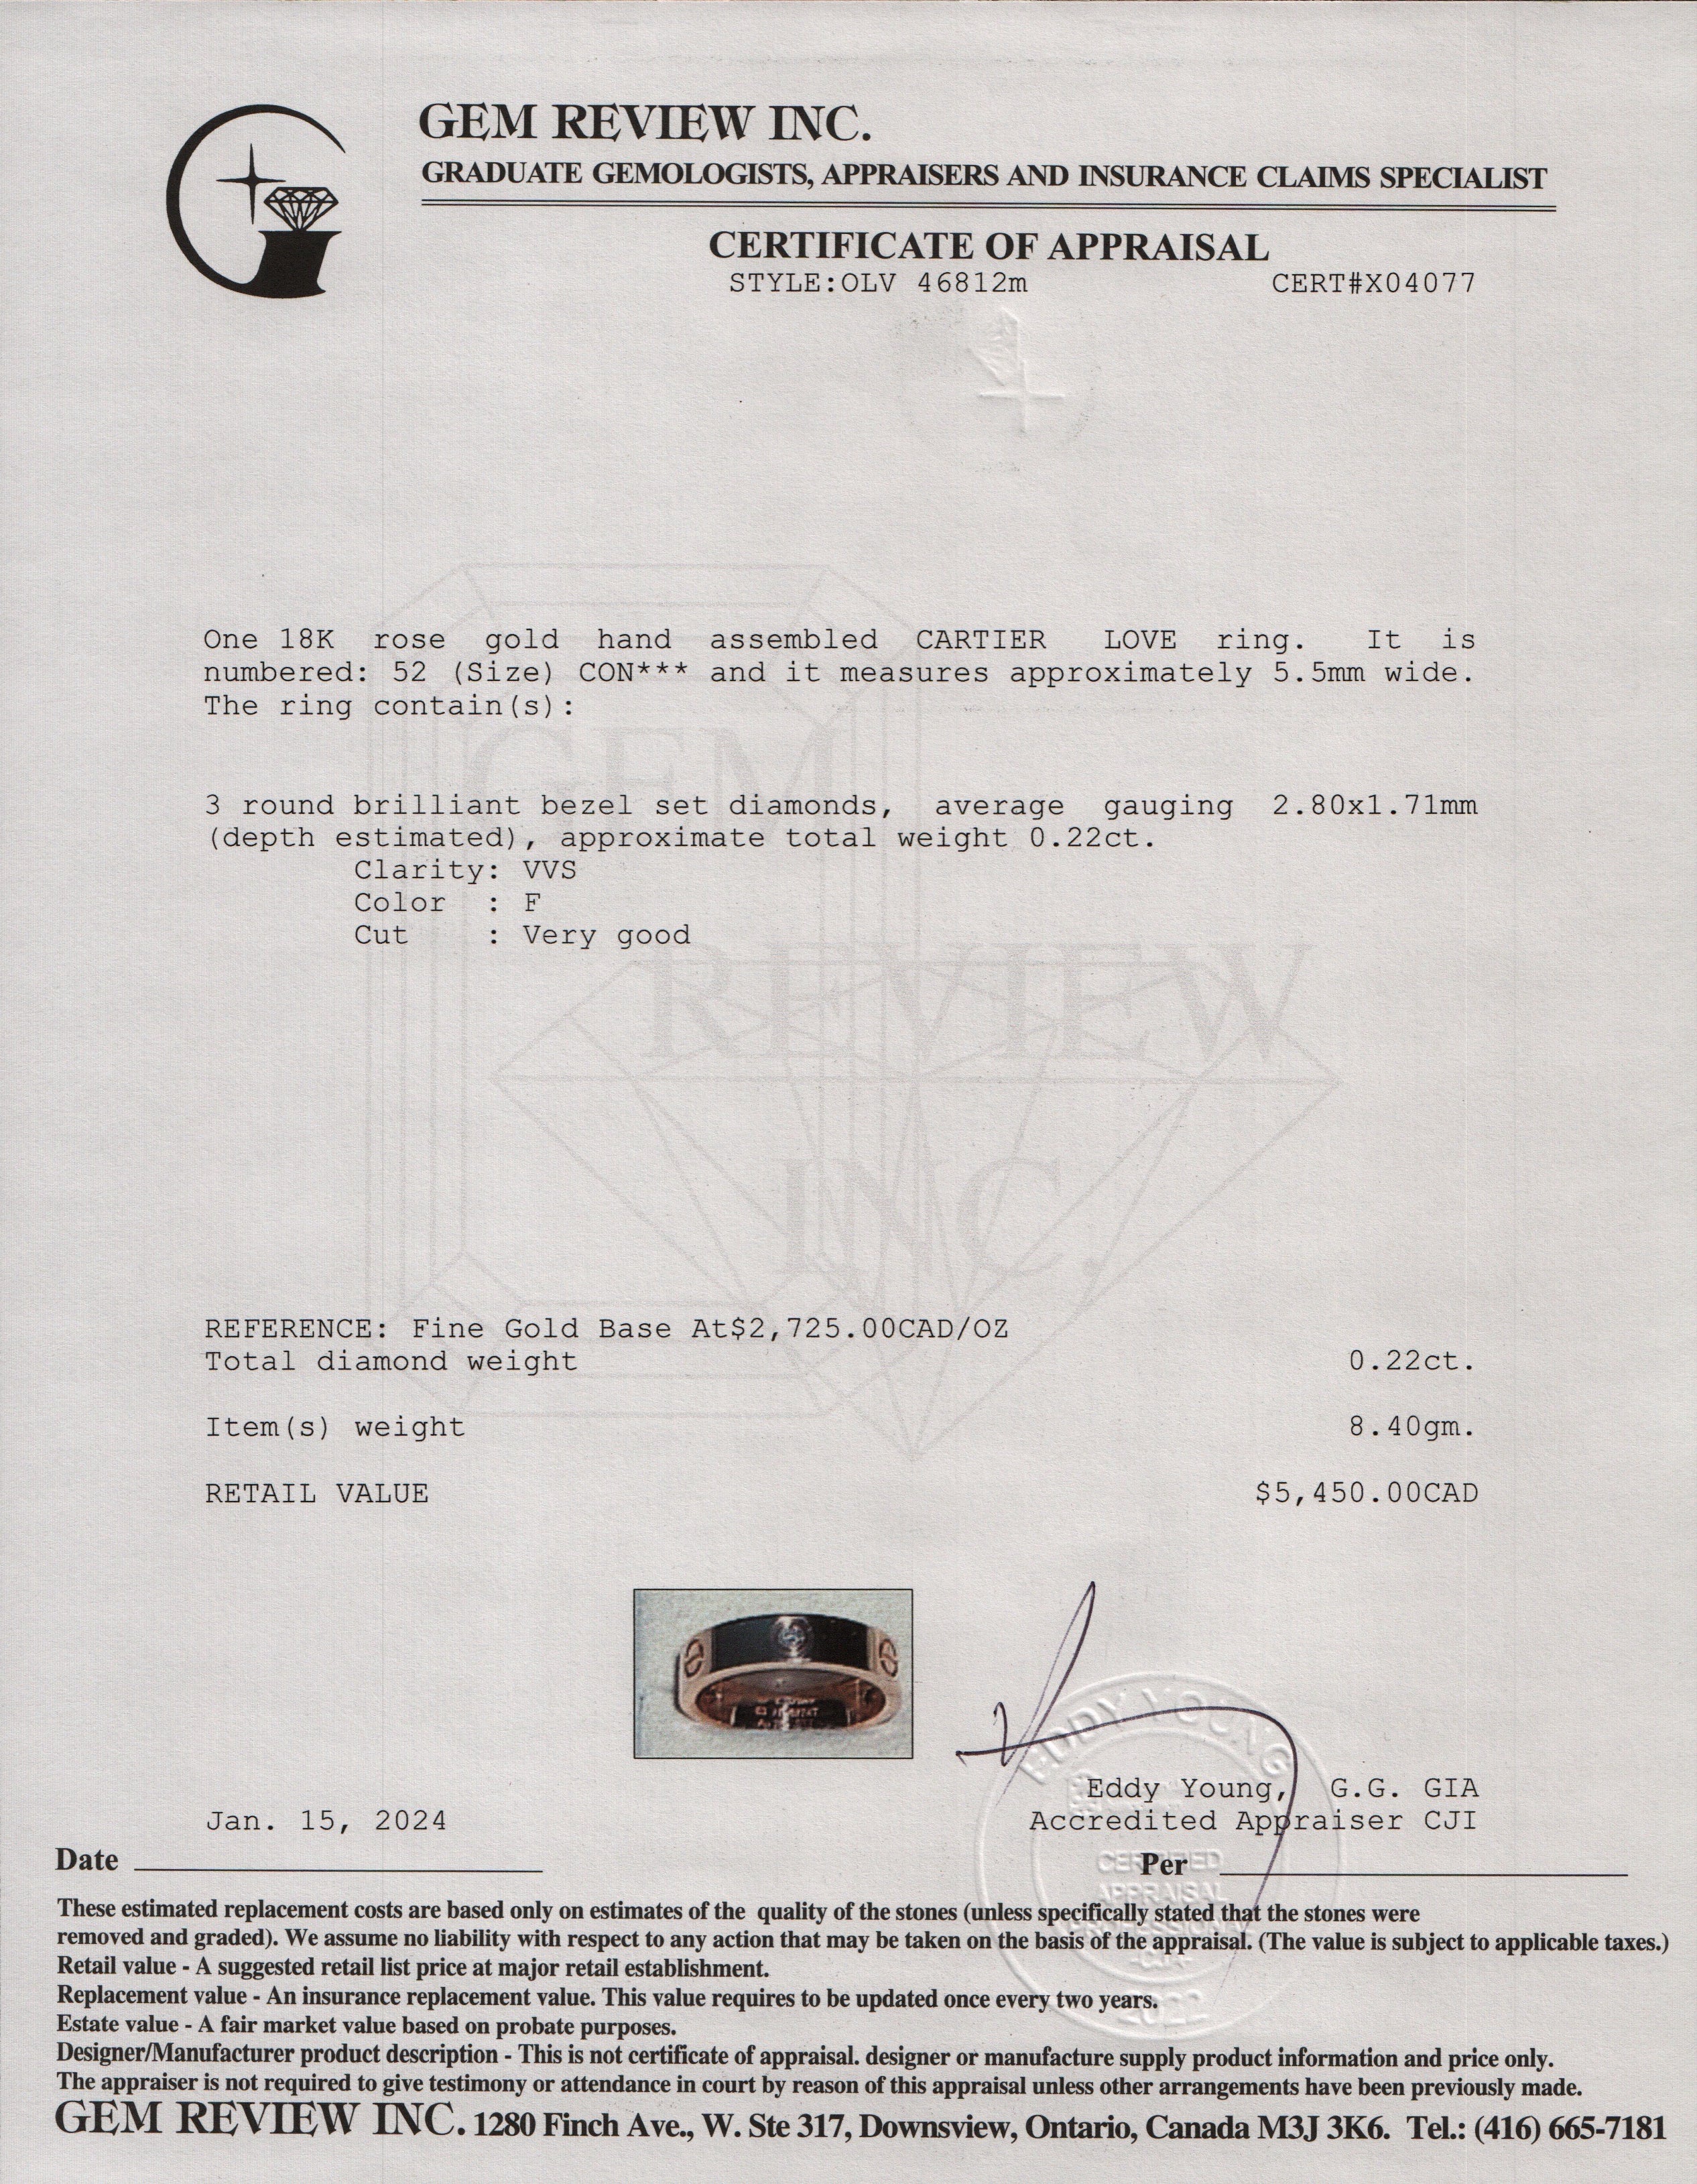 GEM REVIEW INC.
GRADUATE GEMOLOGISTS, APPRAISERS AND INSURANCE CLAIMS SPECIALIST
CERTIFICATE OF APPRAISAL
STYLE:OLV 46812m CERT#X04077
One 18K rose gold hand assembled CARTIER LOVE ring. It is
numbered: 52 (Size) CON*** and it measures approximately 5.5mm wide.
The ring contain(s):
GEM
3 round brilliant bezel set diamonds, average gauging 2.80x1.71mm
(depth estimated), approximate total weight 0.22ct.
Clarity: VVS
Color : F
Cut : Very good
REVIEW
INC.
REFERENCE: Fine Gold Base At$2,725.00CAD/OZ
Total diamond weight 0.22ct.
Item(s) weight 8.40gm.
RETAIL VALUE $5,450.00CAD
EDDY YOUNG
Eddy Young, G.G. GIA
Jan. 15, 2024 Accredited Appraiser CJI
Date Per
CERTIFIED
APPRAISAL
PROFESSIONAL
2022
These estimated replacement costs are based only on estimates of the quality of the stones (unless specifically stated that the stones were
removed and graded). We assume no liability with respect to any action that may be taken on the basis of the appraisal. (The value is subject to applicable taxes.)
Retail value - A suggested retail list price at major retail establishment.
Replacement value - An insurance replacement value. This value requires to be updated once every two years.
Estate value - A fair market value based on probate purposes.
Designer/Manufacturer product description - This is not certificate of appraisal. designer or manufacture supply product information and price only.
The appraiser is not required to give testimony or attendance in court by reason of this appraisal unless other arrangements have been previously made.
GEM REVIEW INC. 1280 Finch Ave., W. Ste 317, Downsview, Ontario, Canada M3J 3K6. Tel.: (416) 665-7181